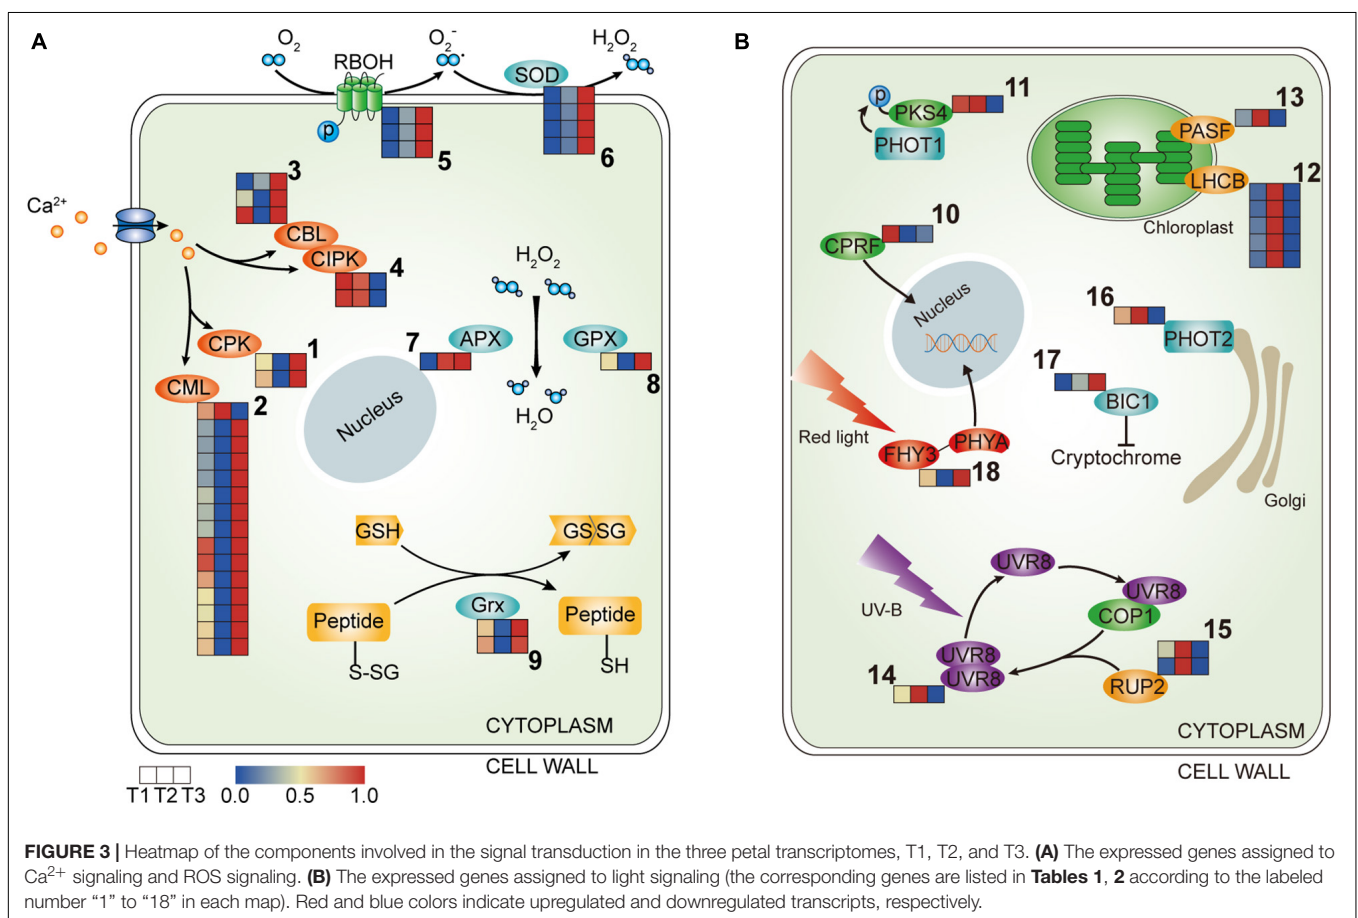 A
O2
RBOH
O2-·
SOD
H2O2
p
5
6
3
Ca2+
CBL
CIPK
4
H2O2
CPK
1
7
APX
GPX
8
CML
2
Nucleus
H2O
GSH
GSSG
Grx
Peptide
Peptide
9
S-SG
SH
CYTOPLASM
CELL WALL
T1 T2 T3
0.0 0.5 1.0
B
p
PKS4
11
PHOT1
13
PASF
LHCB
12
Chloroplast
10
CPRF
Nucleus
16
PHOT2
17
BIC1
Cryptochrome
Red light
FHY3
PHYA
18
Golgi
UV-B
UVR8
UVR8
COP1
15
UVR8
UVR8
14
RUP2
CYTOPLASM
CELL WALL
FIGURE 3 | Heatmap of the components involved in the signal transduction in the three petal transcriptomes, T1, T2, and T3. (A) The expressed genes assigned to
Ca2+ signaling and ROS signaling. (B) The expressed genes assigned to light signaling (the corresponding genes are listed in Tables 1, 2 according to the labeled
number “1” to “18” in each map). Red and blue colors indicate upregulated and downregulated transcripts, respectively.